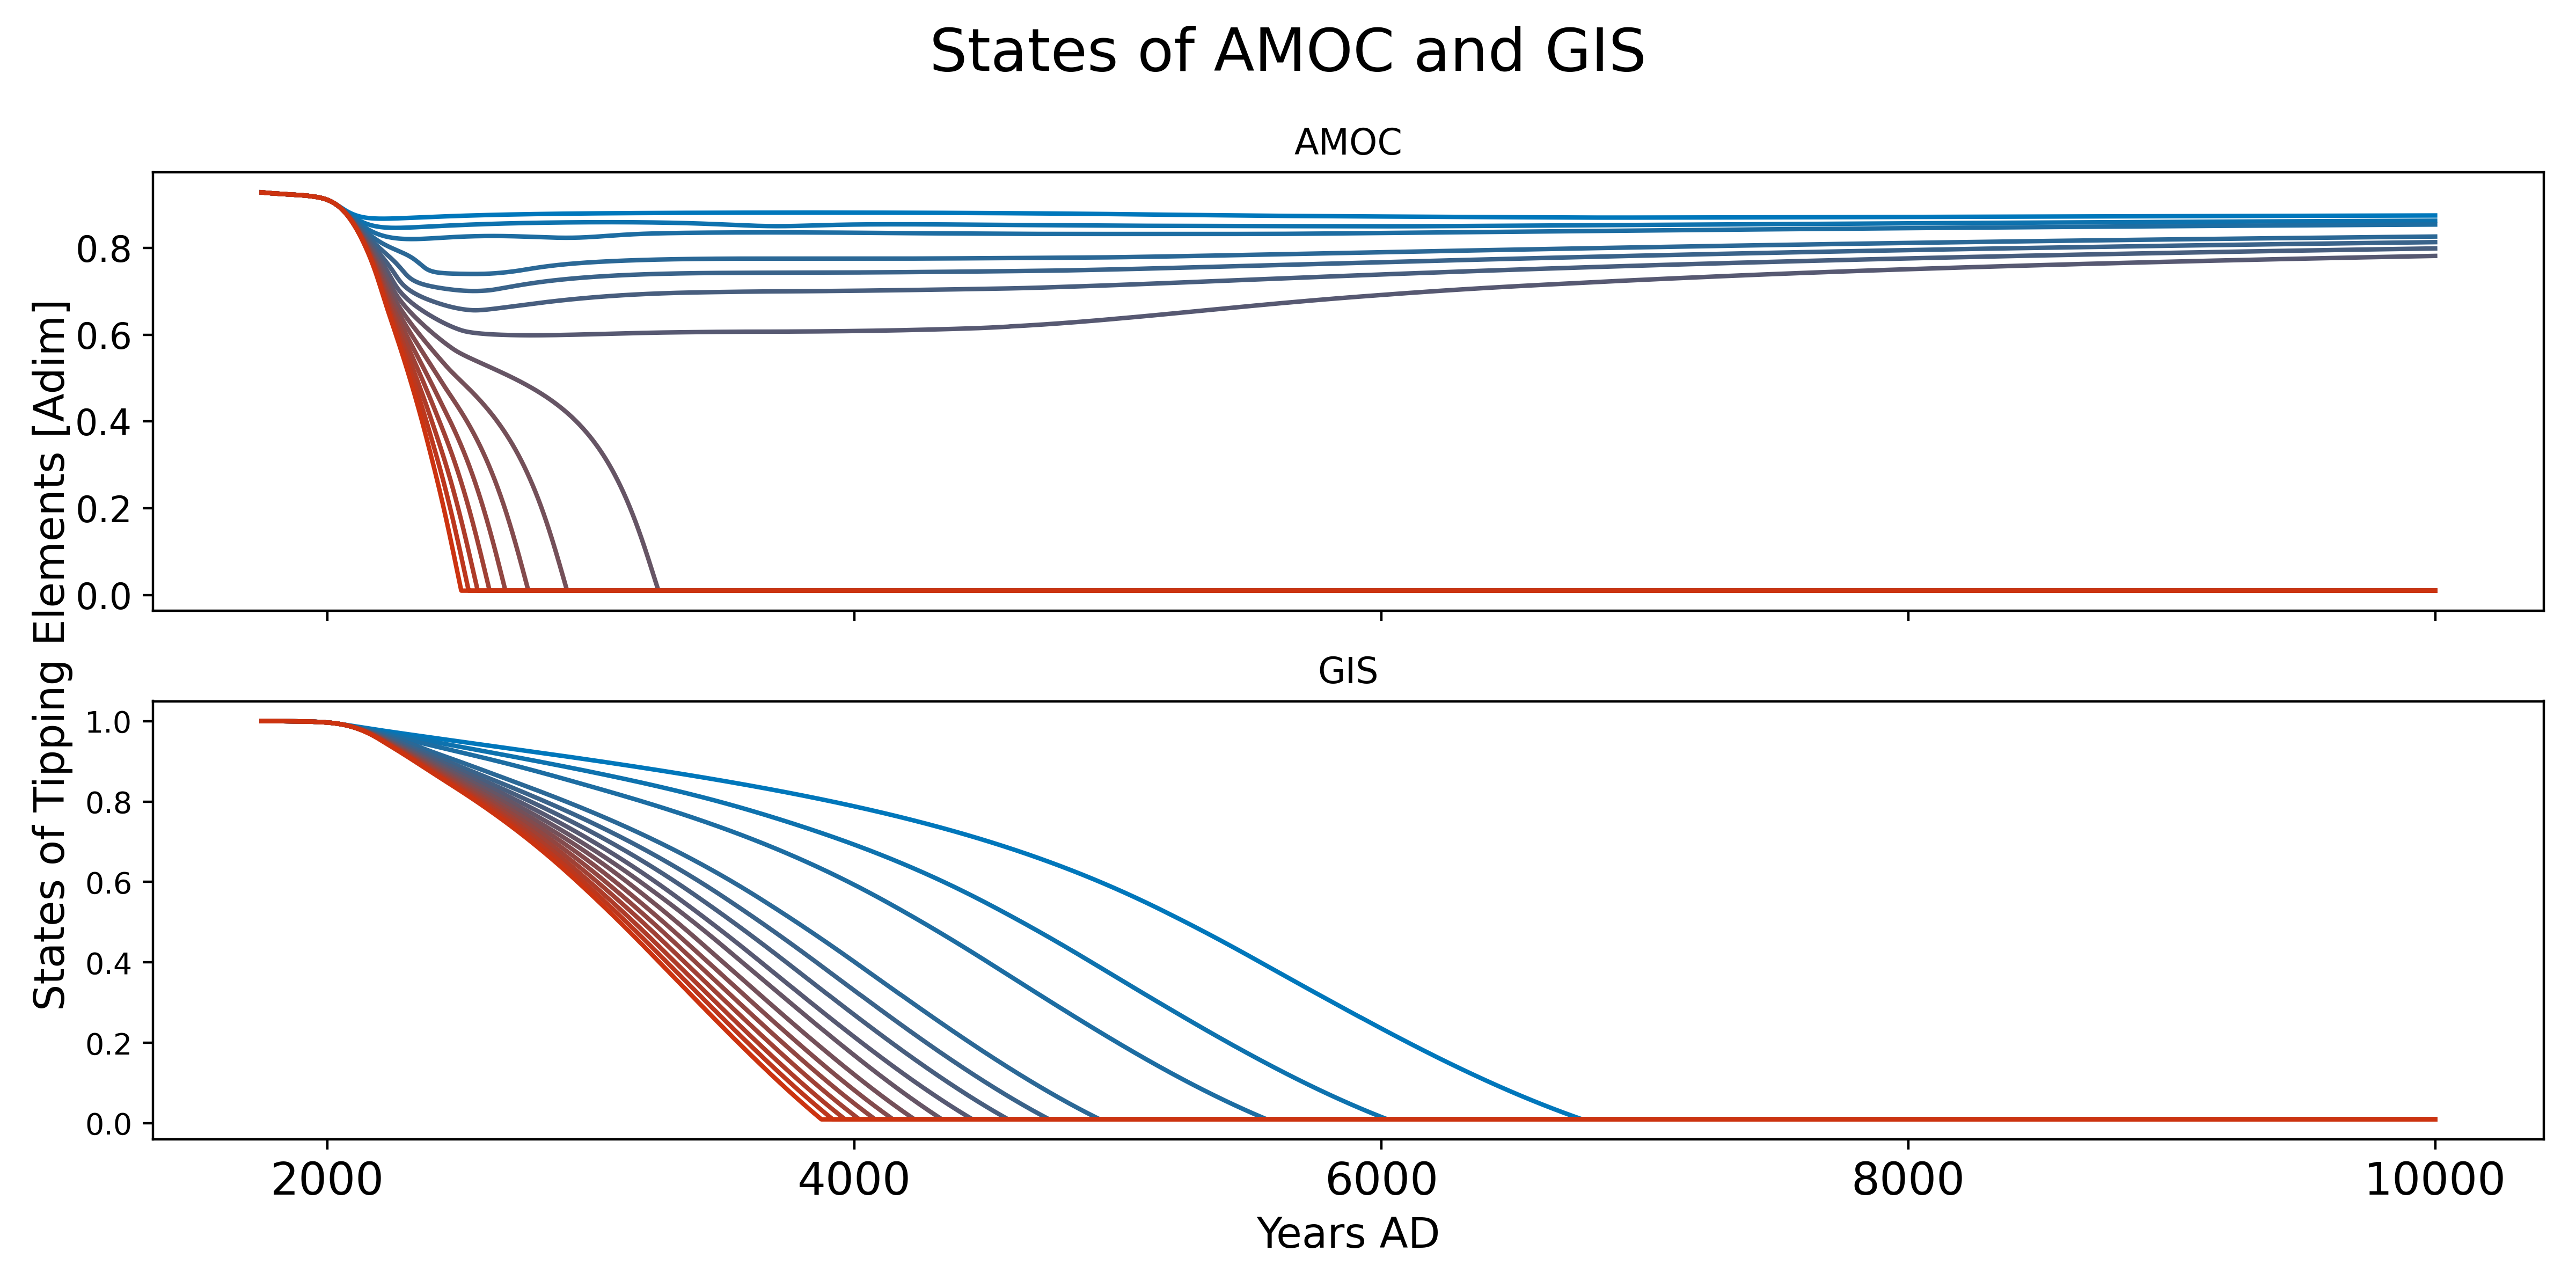 States of AMOC and GIS
AMOC
States of Tipping Elements [Adim]
0.8
0.6
0.4
0.2
0.0
GIS
1.0
0.8
0.6
0.4
0.2
0.0
2000 4000 6000 8000 10000
Years AD